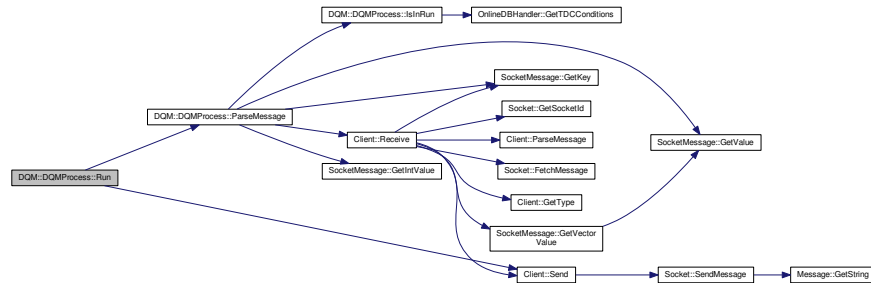 DQM::DQMProcess::IsInRun
OnlineDBHandler::GetTDCConditions
SocketMessage::GetKey
DQM::DQMProcess::ParseMessage
Socket::GetSocketId
Client::Receive
Client::ParseMessage
SocketMessage::GetValue
SocketMessage::GetIntValue
Socket::FetchMessage
DQM::DQMProcess::Run
Client::GetType
SocketMessage::GetVector
Value
Client::Send
Socket::SendMessage
Message::GetString